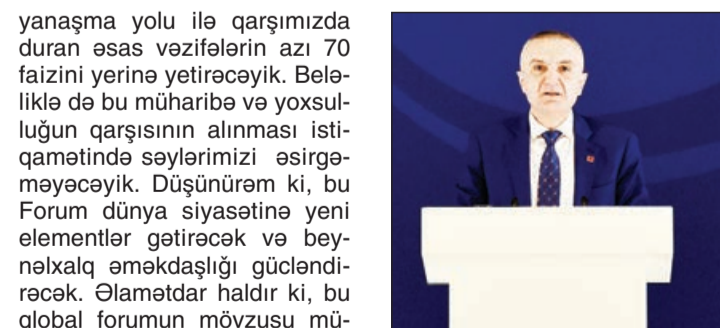 yanaşma yolu ilə qarşımızda
duran əsas vəzifələrin azı 70
faizini yerinə yetirəcəyik. Belə-
liklə də bu müharibə və yoxsul-
luğun qarşısının alınması isti-
qamətində səylərimizi əsirgə-
məyəcəyik. Düşünürəm ki, bu
Forum dünya siyasətinə yeni
elementlər gətirəcək və bey-
nəlxalq əməkdaşlığı gücləndi-
rəcək. Əlamətdar haldır ki, bu
global forumun mövzusu mü-